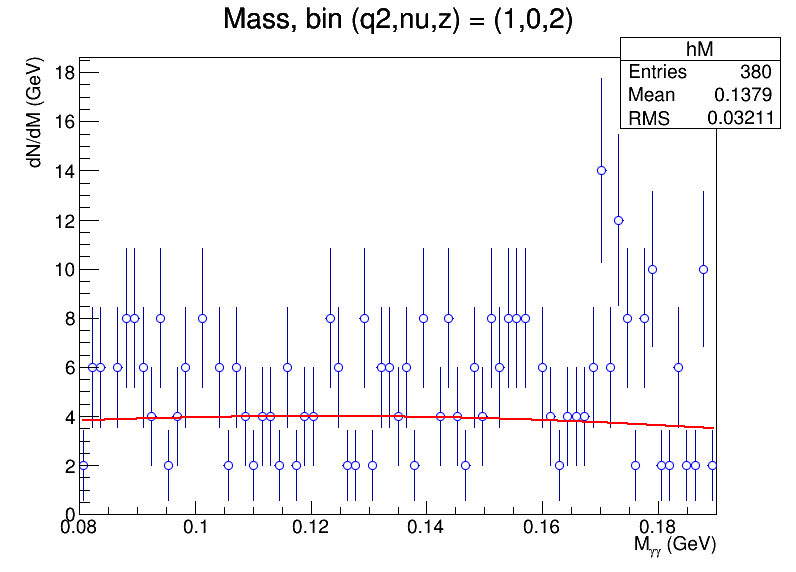 Mass, bin (q2,nu,z) = (1,0,2)
hM
Entries 380
Mean 0.1379
RMS 0.03211
dN/dM (GeV)
18
16
14
12
10
8
6
4
2
0
0.08 0.1 0.12 0.14 0.16 0.18
Mγγ (GeV)